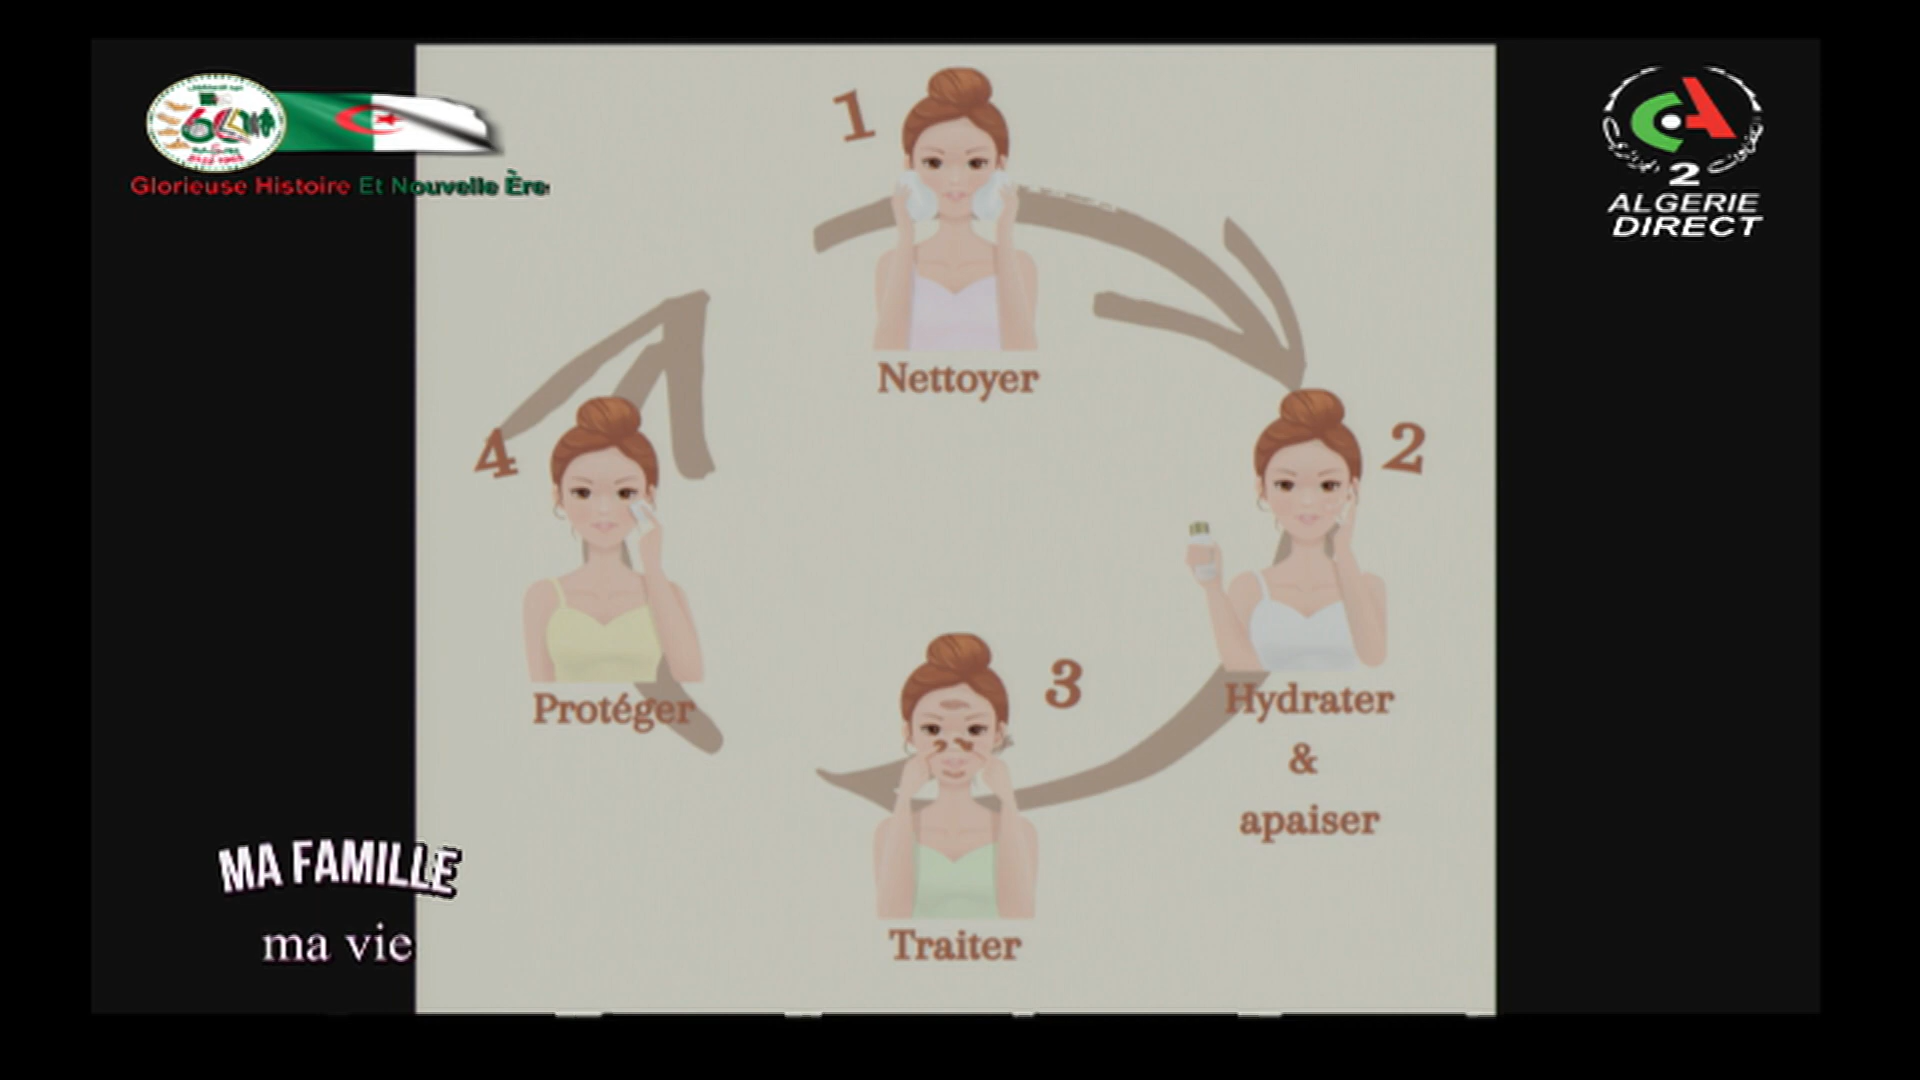 Glorieuse Histoire Et Nouvelle Ère
2
ALGERIE
DIRECT
1
Nettoyer
2
Hydrater
&
apaiser
3
Traiter
4
Protéger
MA FAMILLE
ma vie